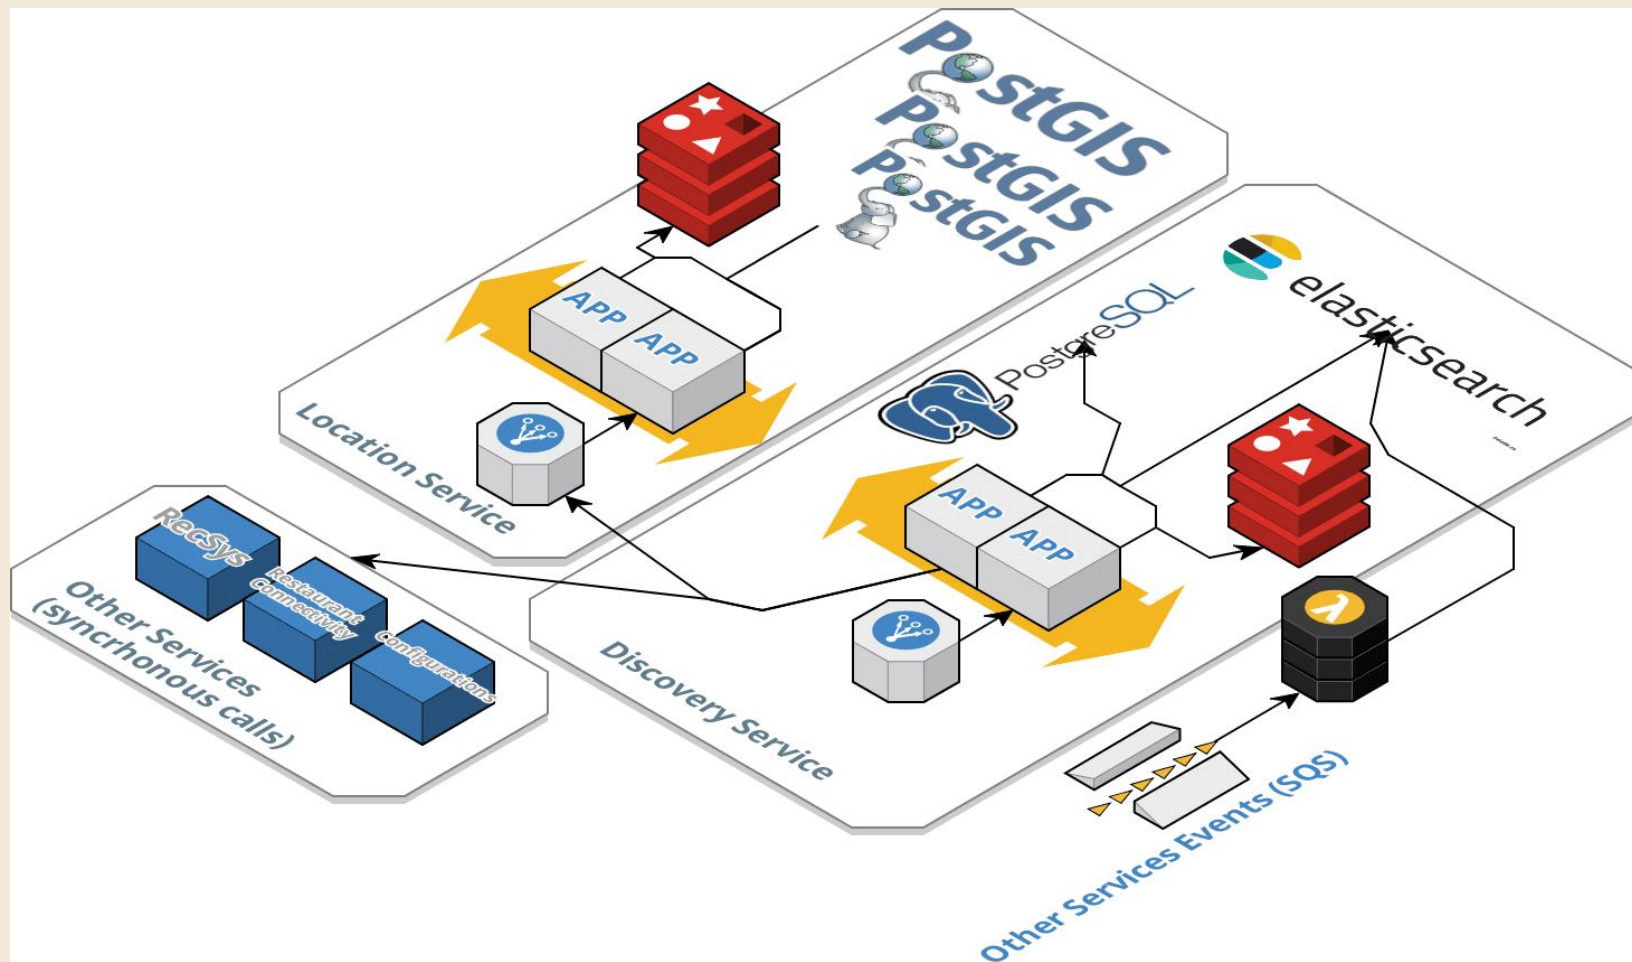 PostGIS
PostGIS
PostGIS
APP
APP
Location Service
elasticsearch
PostgreSQL
APP
APP
Discovery Service
RecSys
Restaurant
Connectivity
Configurations
Other Services
(syncrhonous calls)
Other Services Events (SQS)